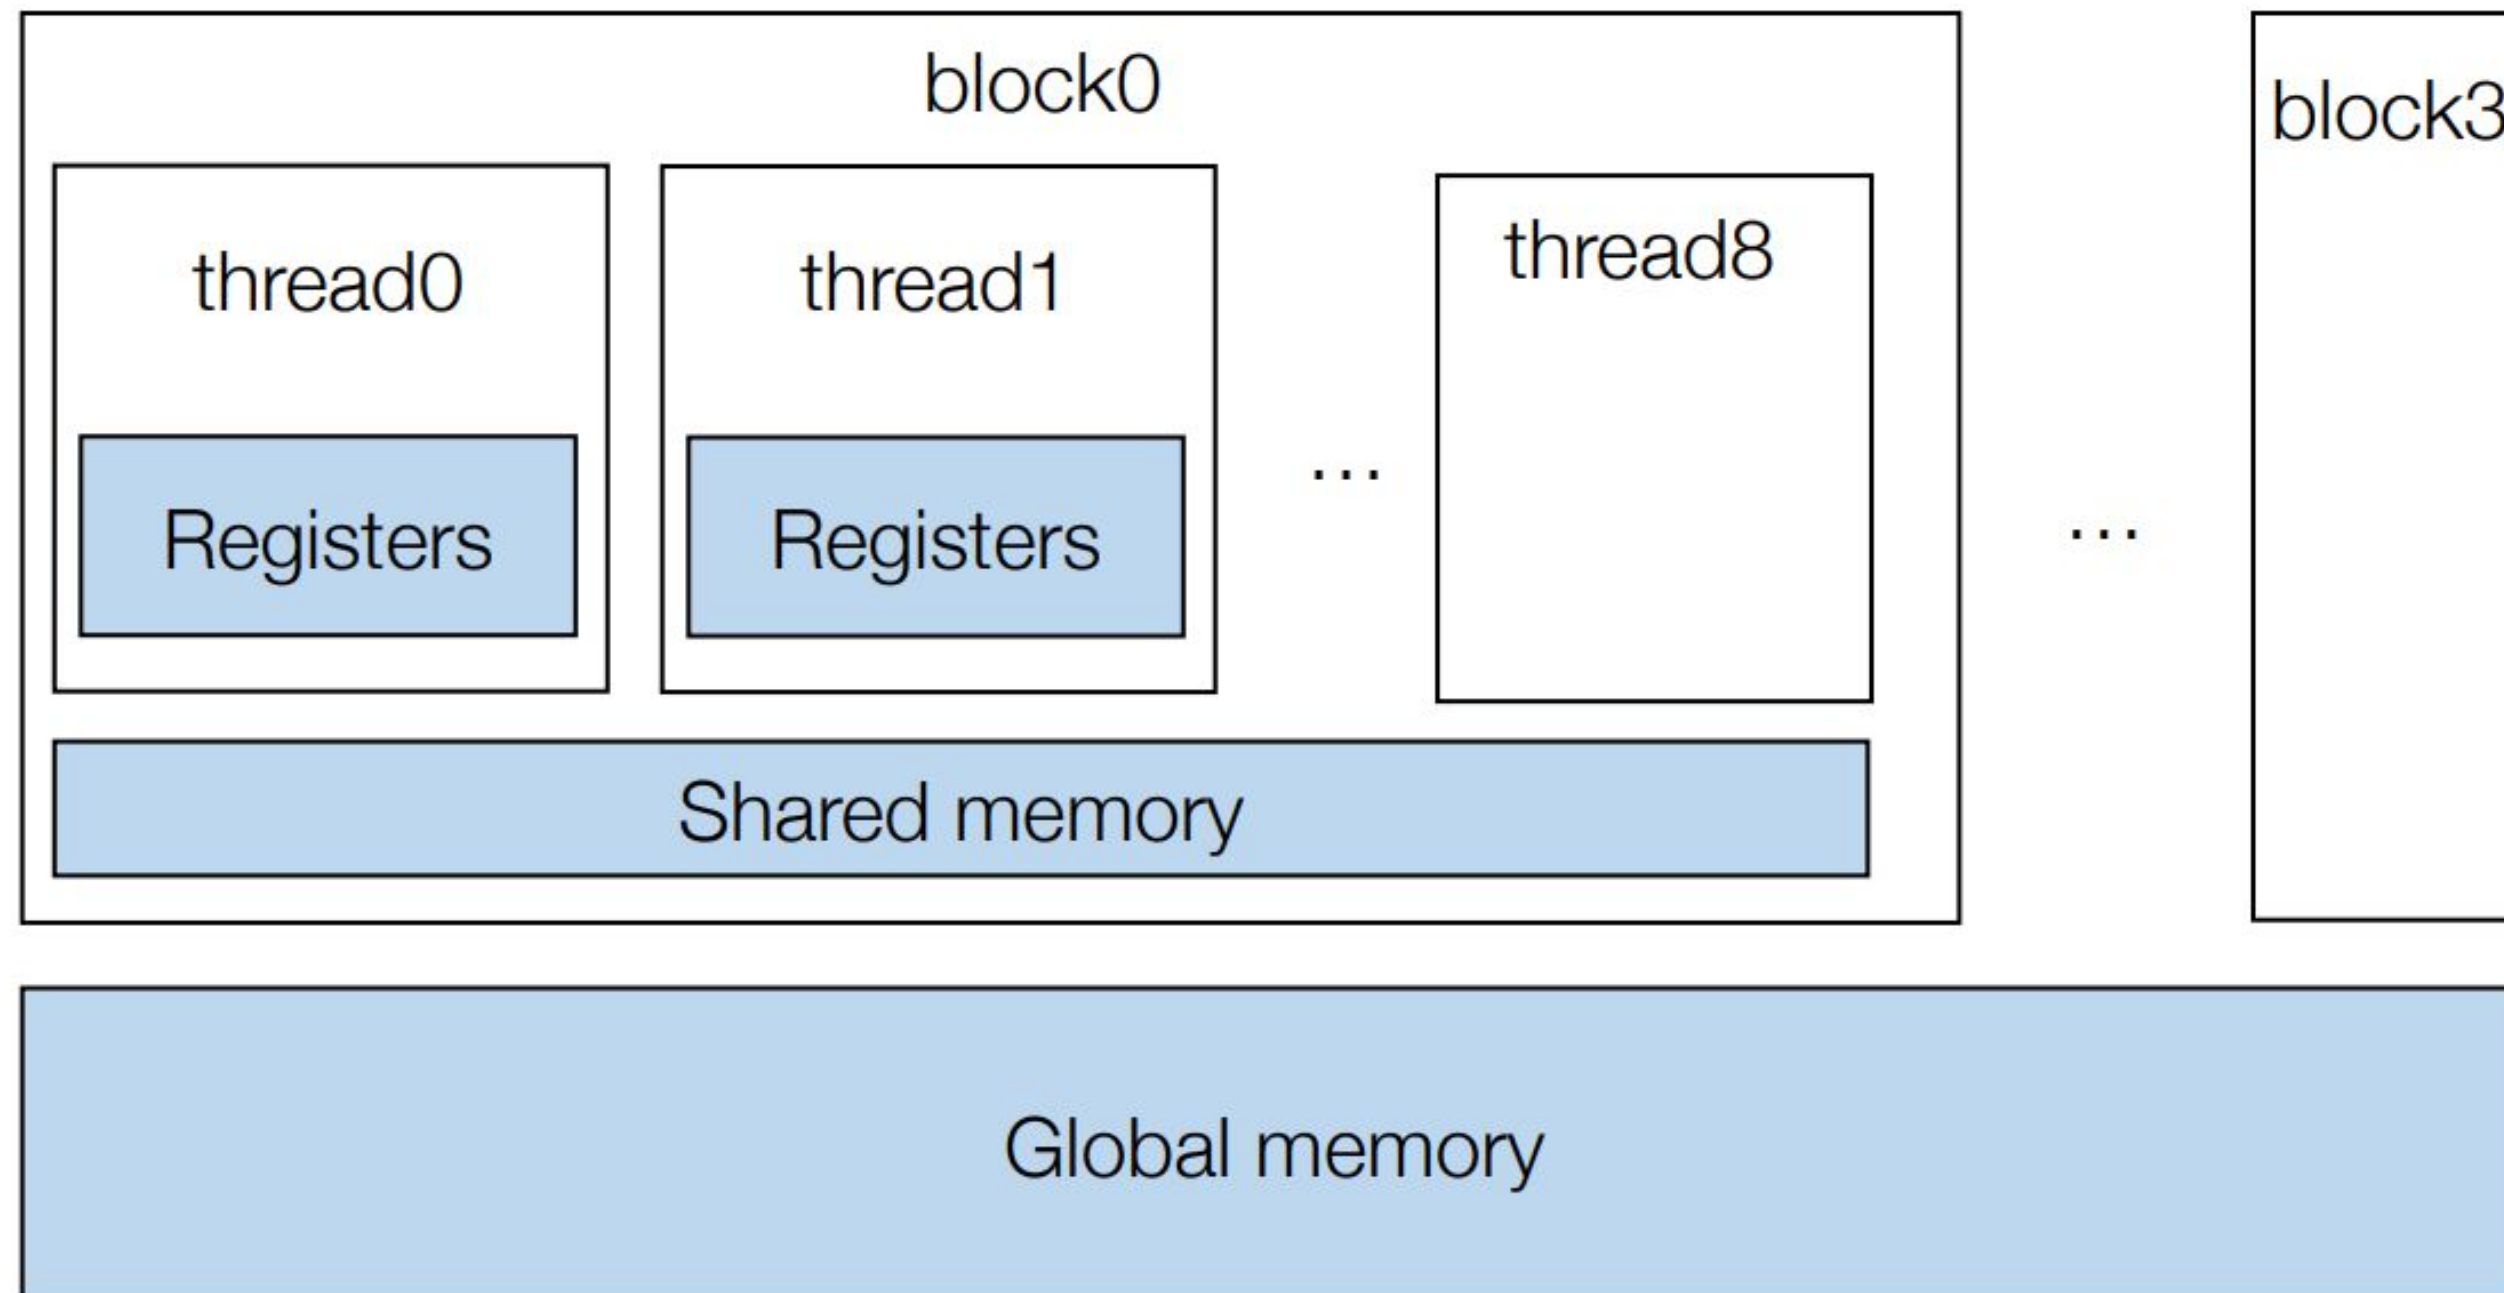 block0
block3
thread0
thread1
thread8
...
...
Registers
Registers
Shared memory
Global memory